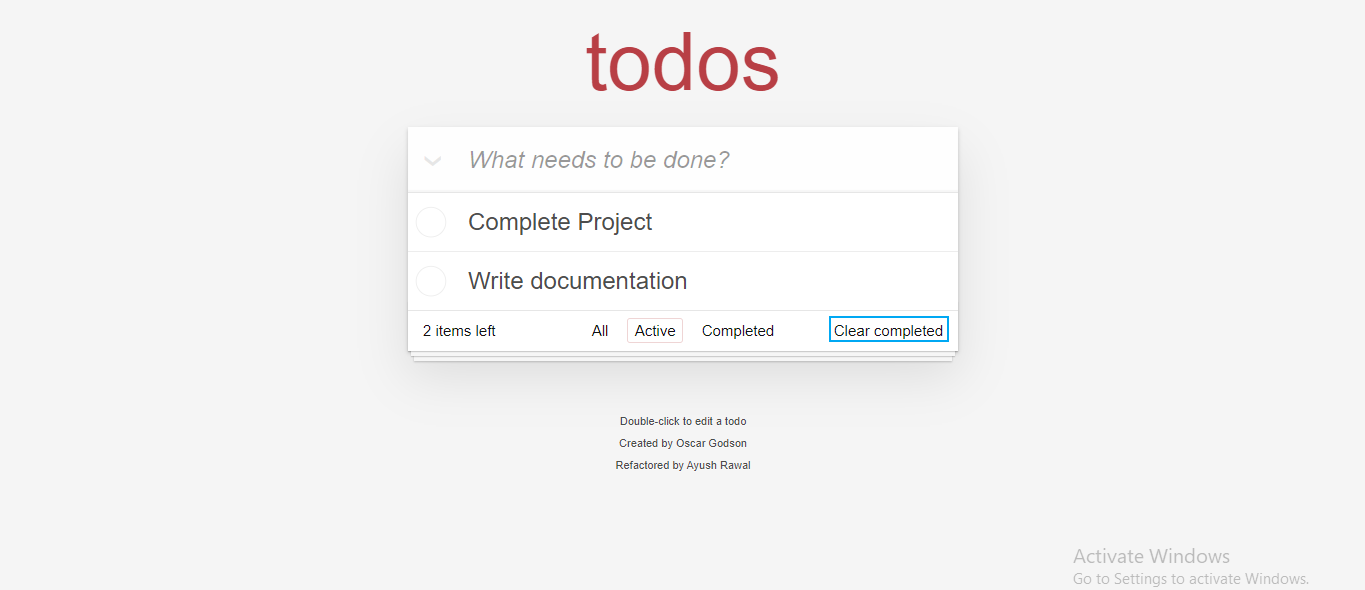 todos
What needs to be done?
Complete Project
Write documentation
2 items left All Active Completed Clear completed
Double-click to edit a todo
Created by Oscar Godson
Refactored by Ayush Rawal
Activate Windows
Go to Settings to activate Windows.